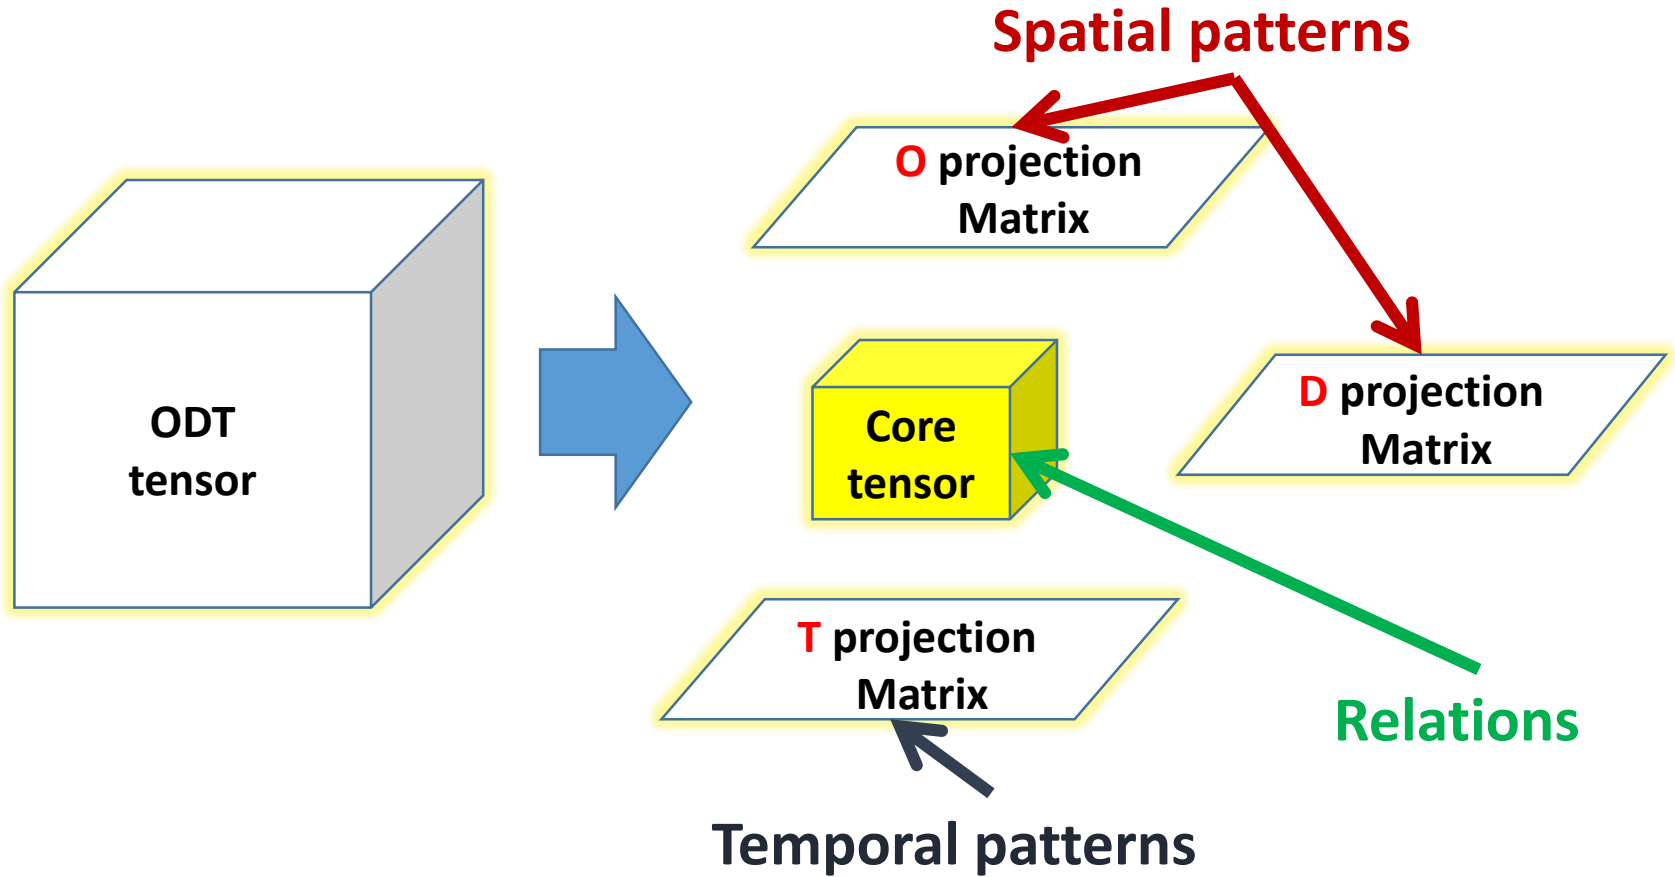 Spatial patterns
O projection
Matrix
ODT
tensor
Core
tensor
D projection
Matrix
T projection
Matrix
Relations
Temporal patterns